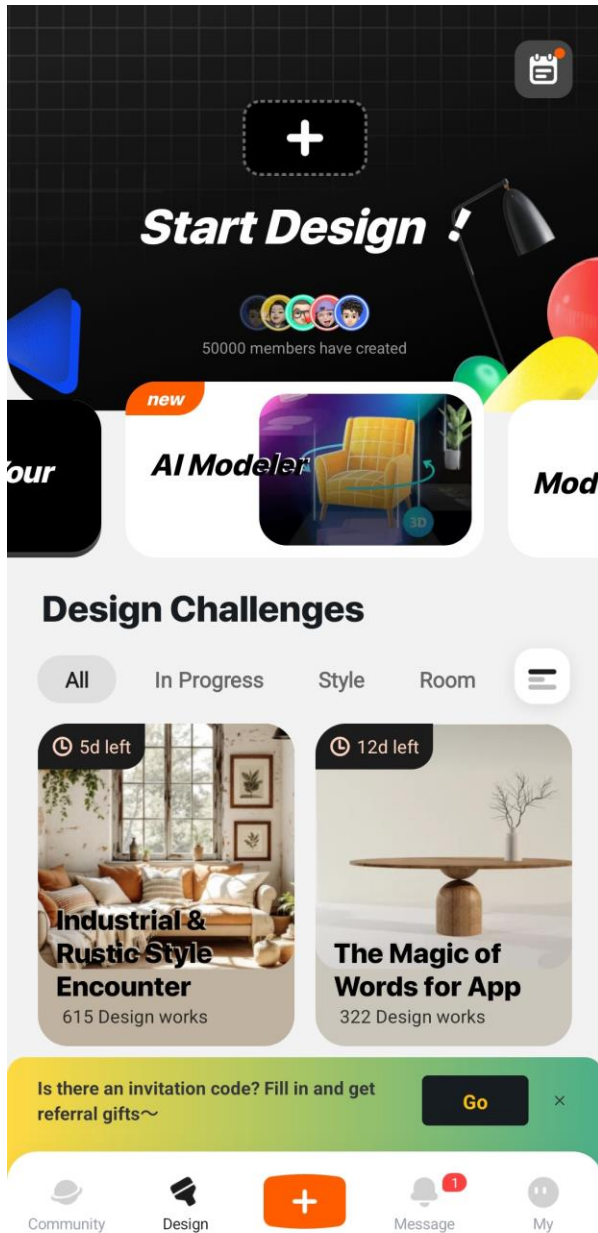 Start Design !
50000 members have created
new
our
AI Modeler
3D
Mod
Design Challenges
All
In Progress
Style
Room
5d left
Industrial &
Rustic Style
Encounter
615 Design works
12d left
The Magic of
Words for App
322 Design works
Is there an invitation code? Fill in and get
referral gifts～
Go
×
Community
Design
1
Message
My